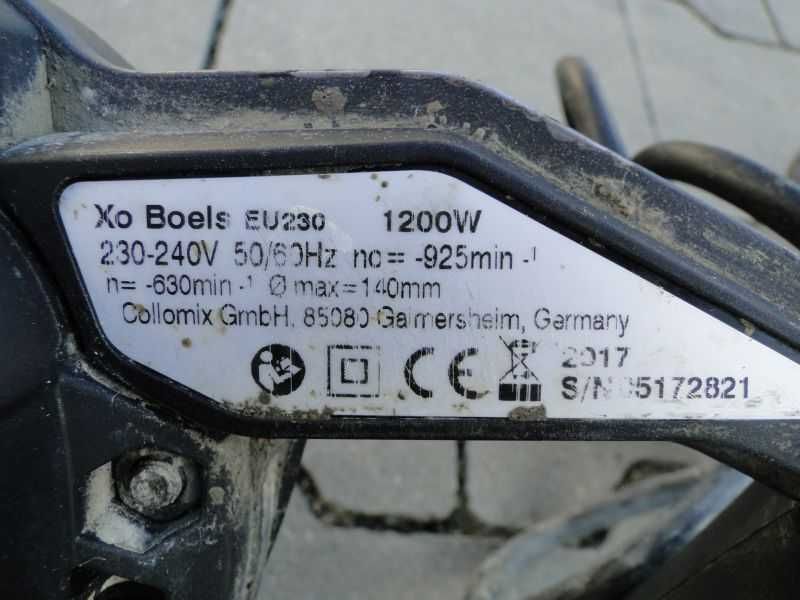 Xo Boels EU230 1200W
230-240V 50/60Hz no= -925min -¹
n= -630min -¹ Ø max=140mm
Collomix GmbH, 85080 Gaimersheim, Germany
CE 2017
S/N 5172821